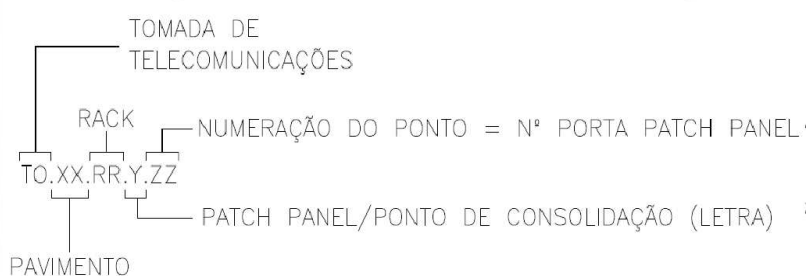 TOMADA DE
TELECOMUNICAÇÕES
RACK
NUMERAÇÃO DO PONTO = Nº PORTA PATCH PANEL
TO.XX.RR.Y.ZZ
PATCH PANEL/PONTO DE CONSOLIDAÇÃO (LETRA)
PAVIMENTO